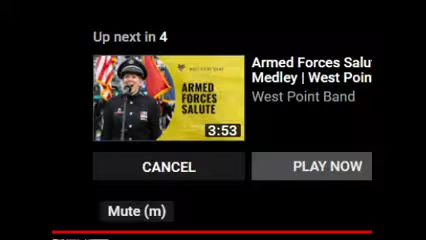 Up next in 4
WEST POINT BAND
ARMED
FORCES
SALUTE
3:53
Armed Forces Salut
Medley | West Poin
West Point Band
CANCEL
PLAY NOW
Mute (m)